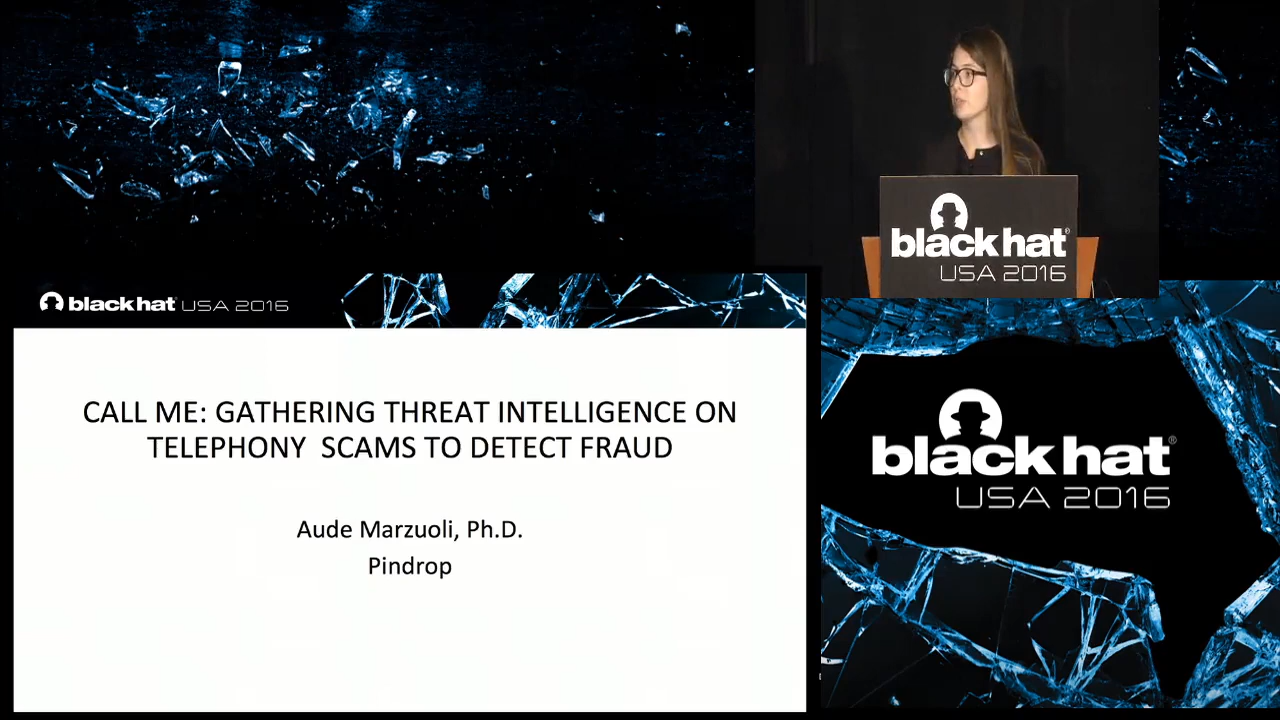 black hat®
USA 2016
black hat® USA 2016
CALL ME: GATHERING THREAT INTELLIGENCE ON
TELEPHONY SCAMS TO DETECT FRAUD
Aude Marzuoli, Ph.D.
Pindrop
black hat®
USA 2016